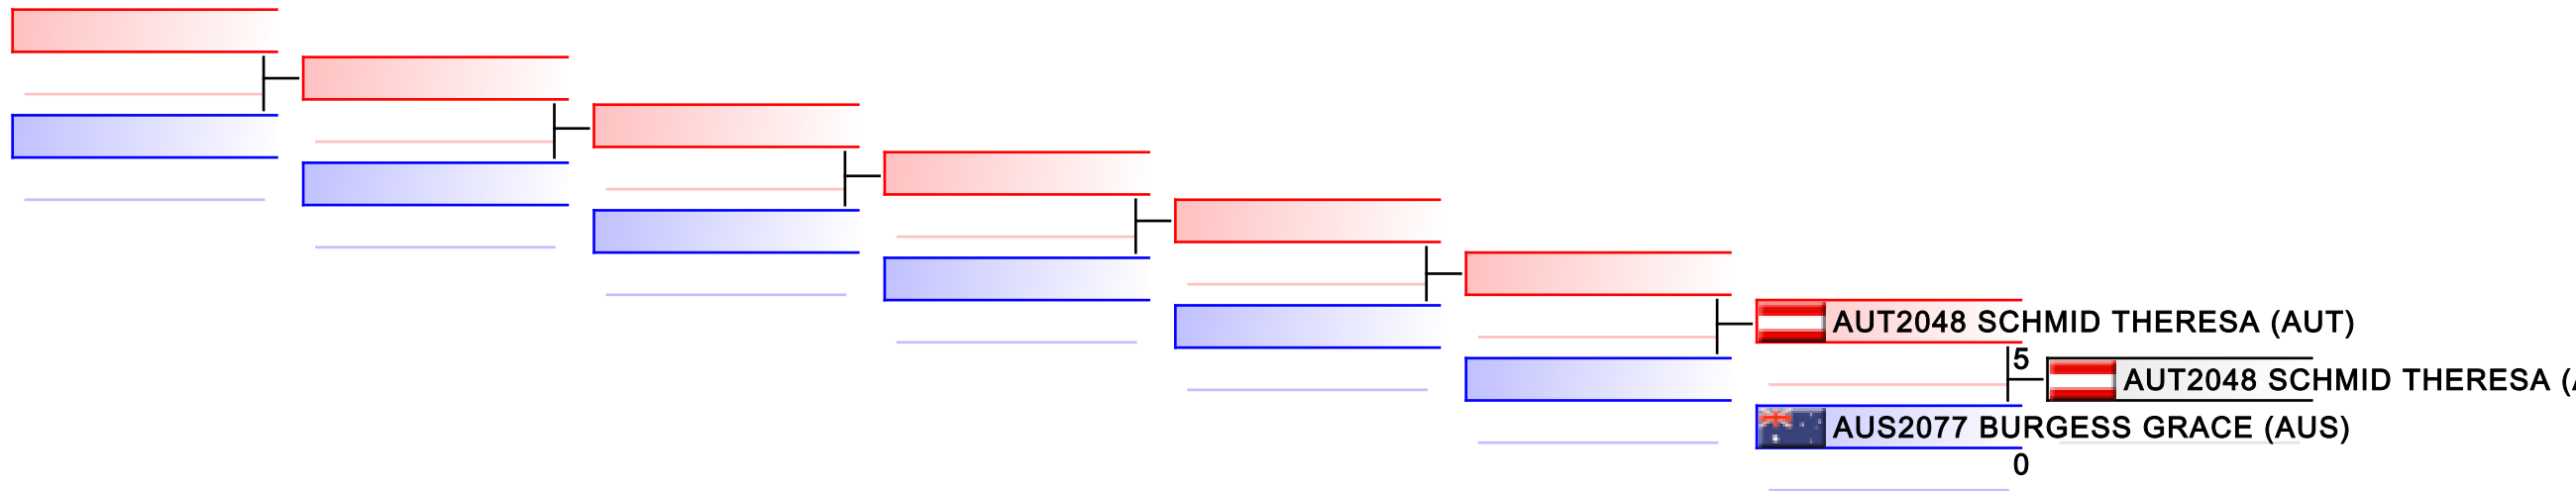 AUT2048 SCHMID THERESA (AUT)
5
AUT2048 SCHMID THERESA (
AUS2077 BURGESS GRACE (AUS)
0